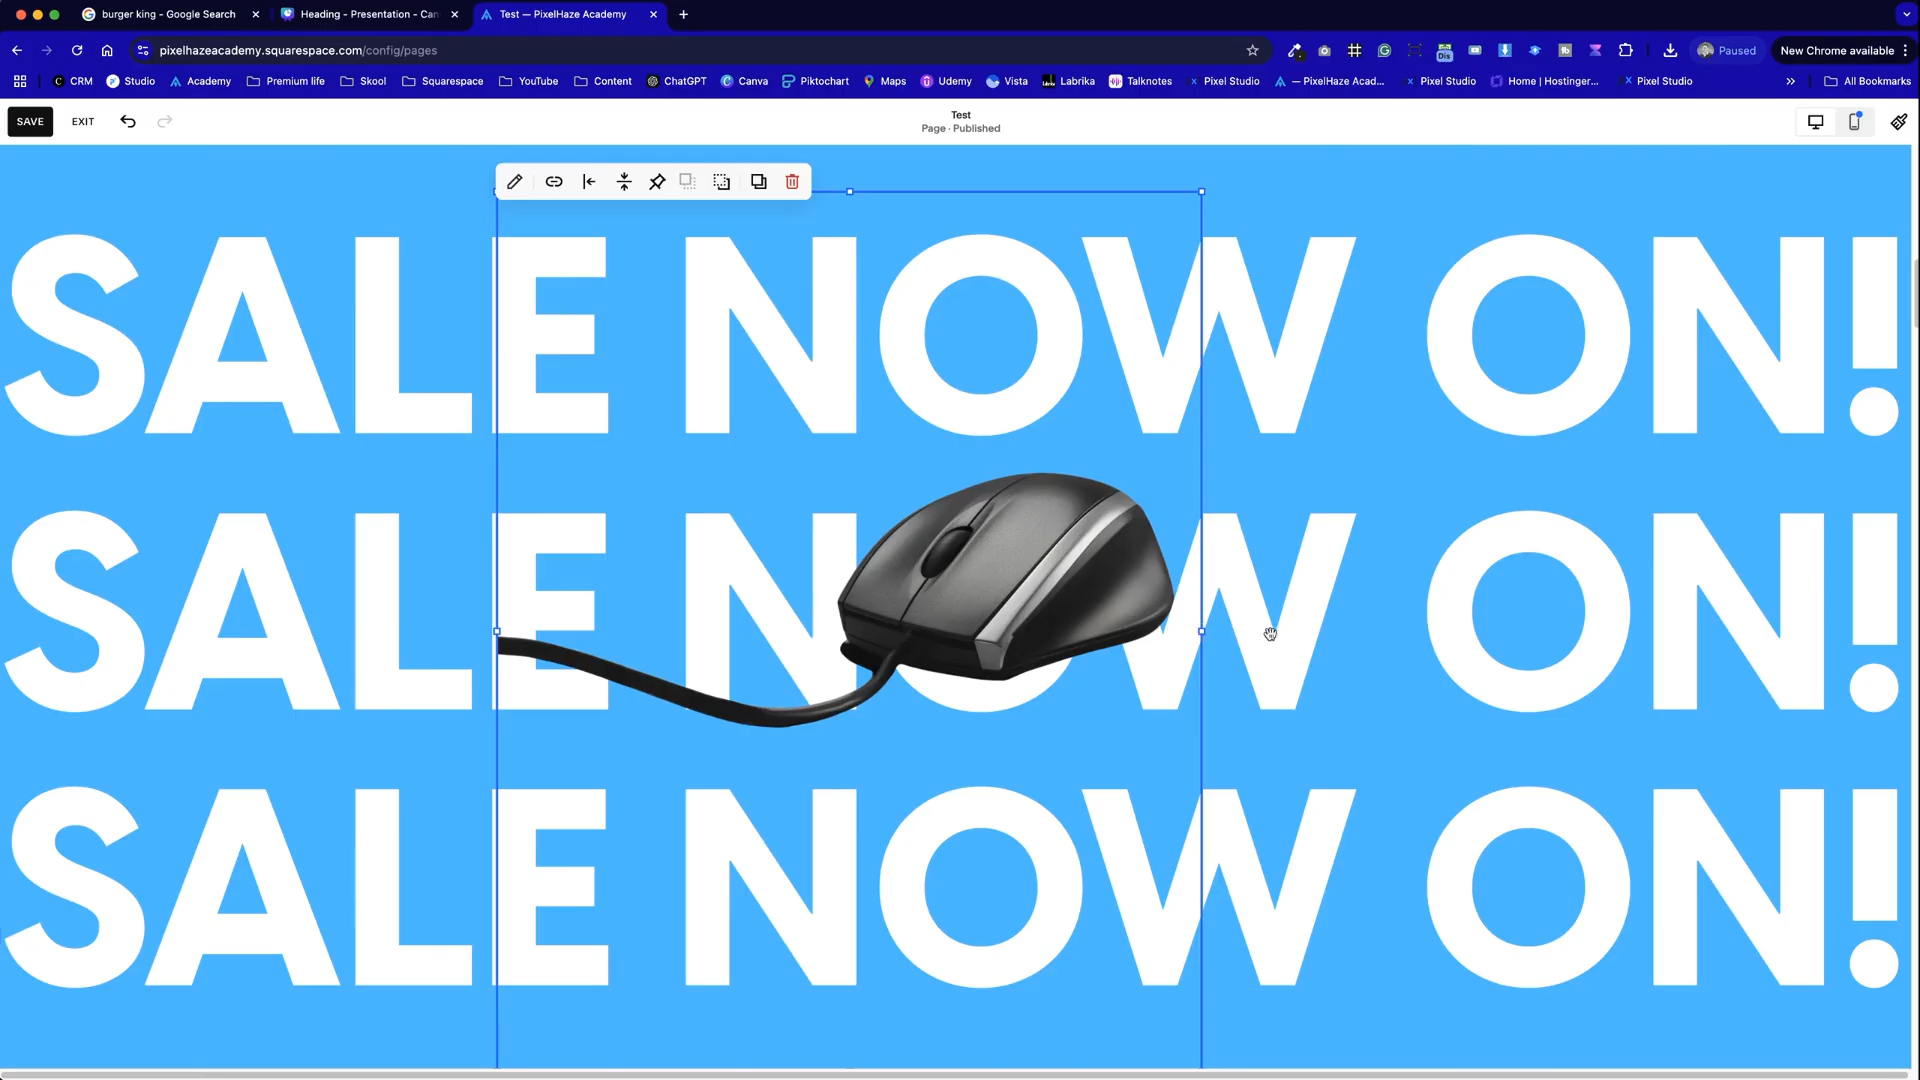 burger king - Google Search
Heading - Presentation - Can
Test — PixelHaze Academy
pixelhazeacademy.squarespace.com/config/pages
Paused
New Chrome available
CRM
Studio
Academy
Premium life
Skool
Squarespace
YouTube
Content
ChatGPT
Canva
Piktochart
Maps
Udemy
Vista
Labrika
Talknotes
Pixel Studio
— PixelHaze Acad...
Pixel Studio
Home | Hostinger...
Pixel Studio
All Bookmarks
SAVE
EXIT
Test
Page · Published
SALE NOW ON!
SALE NOW ON!
SALE NOW ON!